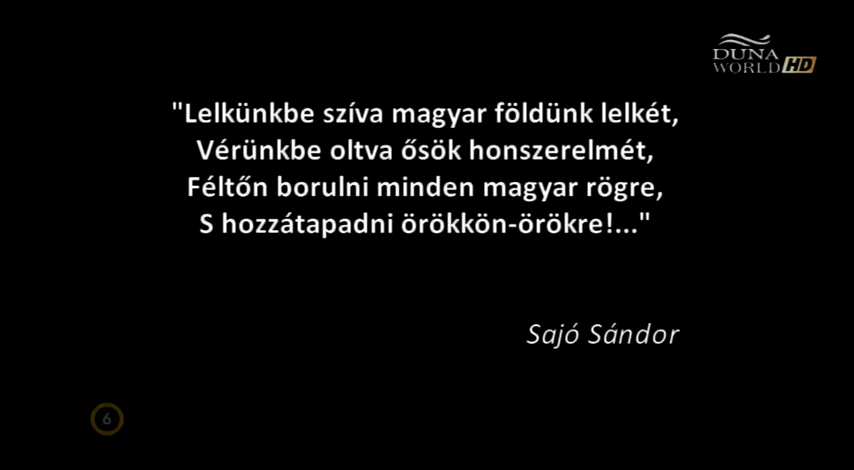 DUNA
WORLD HD
"Lelkünkbe szíva magyar földünk lelkét,
Vérünkbe oltva ősök honszerelmét,
Féltőn borulni minden magyar rögre,
S hozzátapadni örökkön-örökre!..."
Sajó Sándor
6